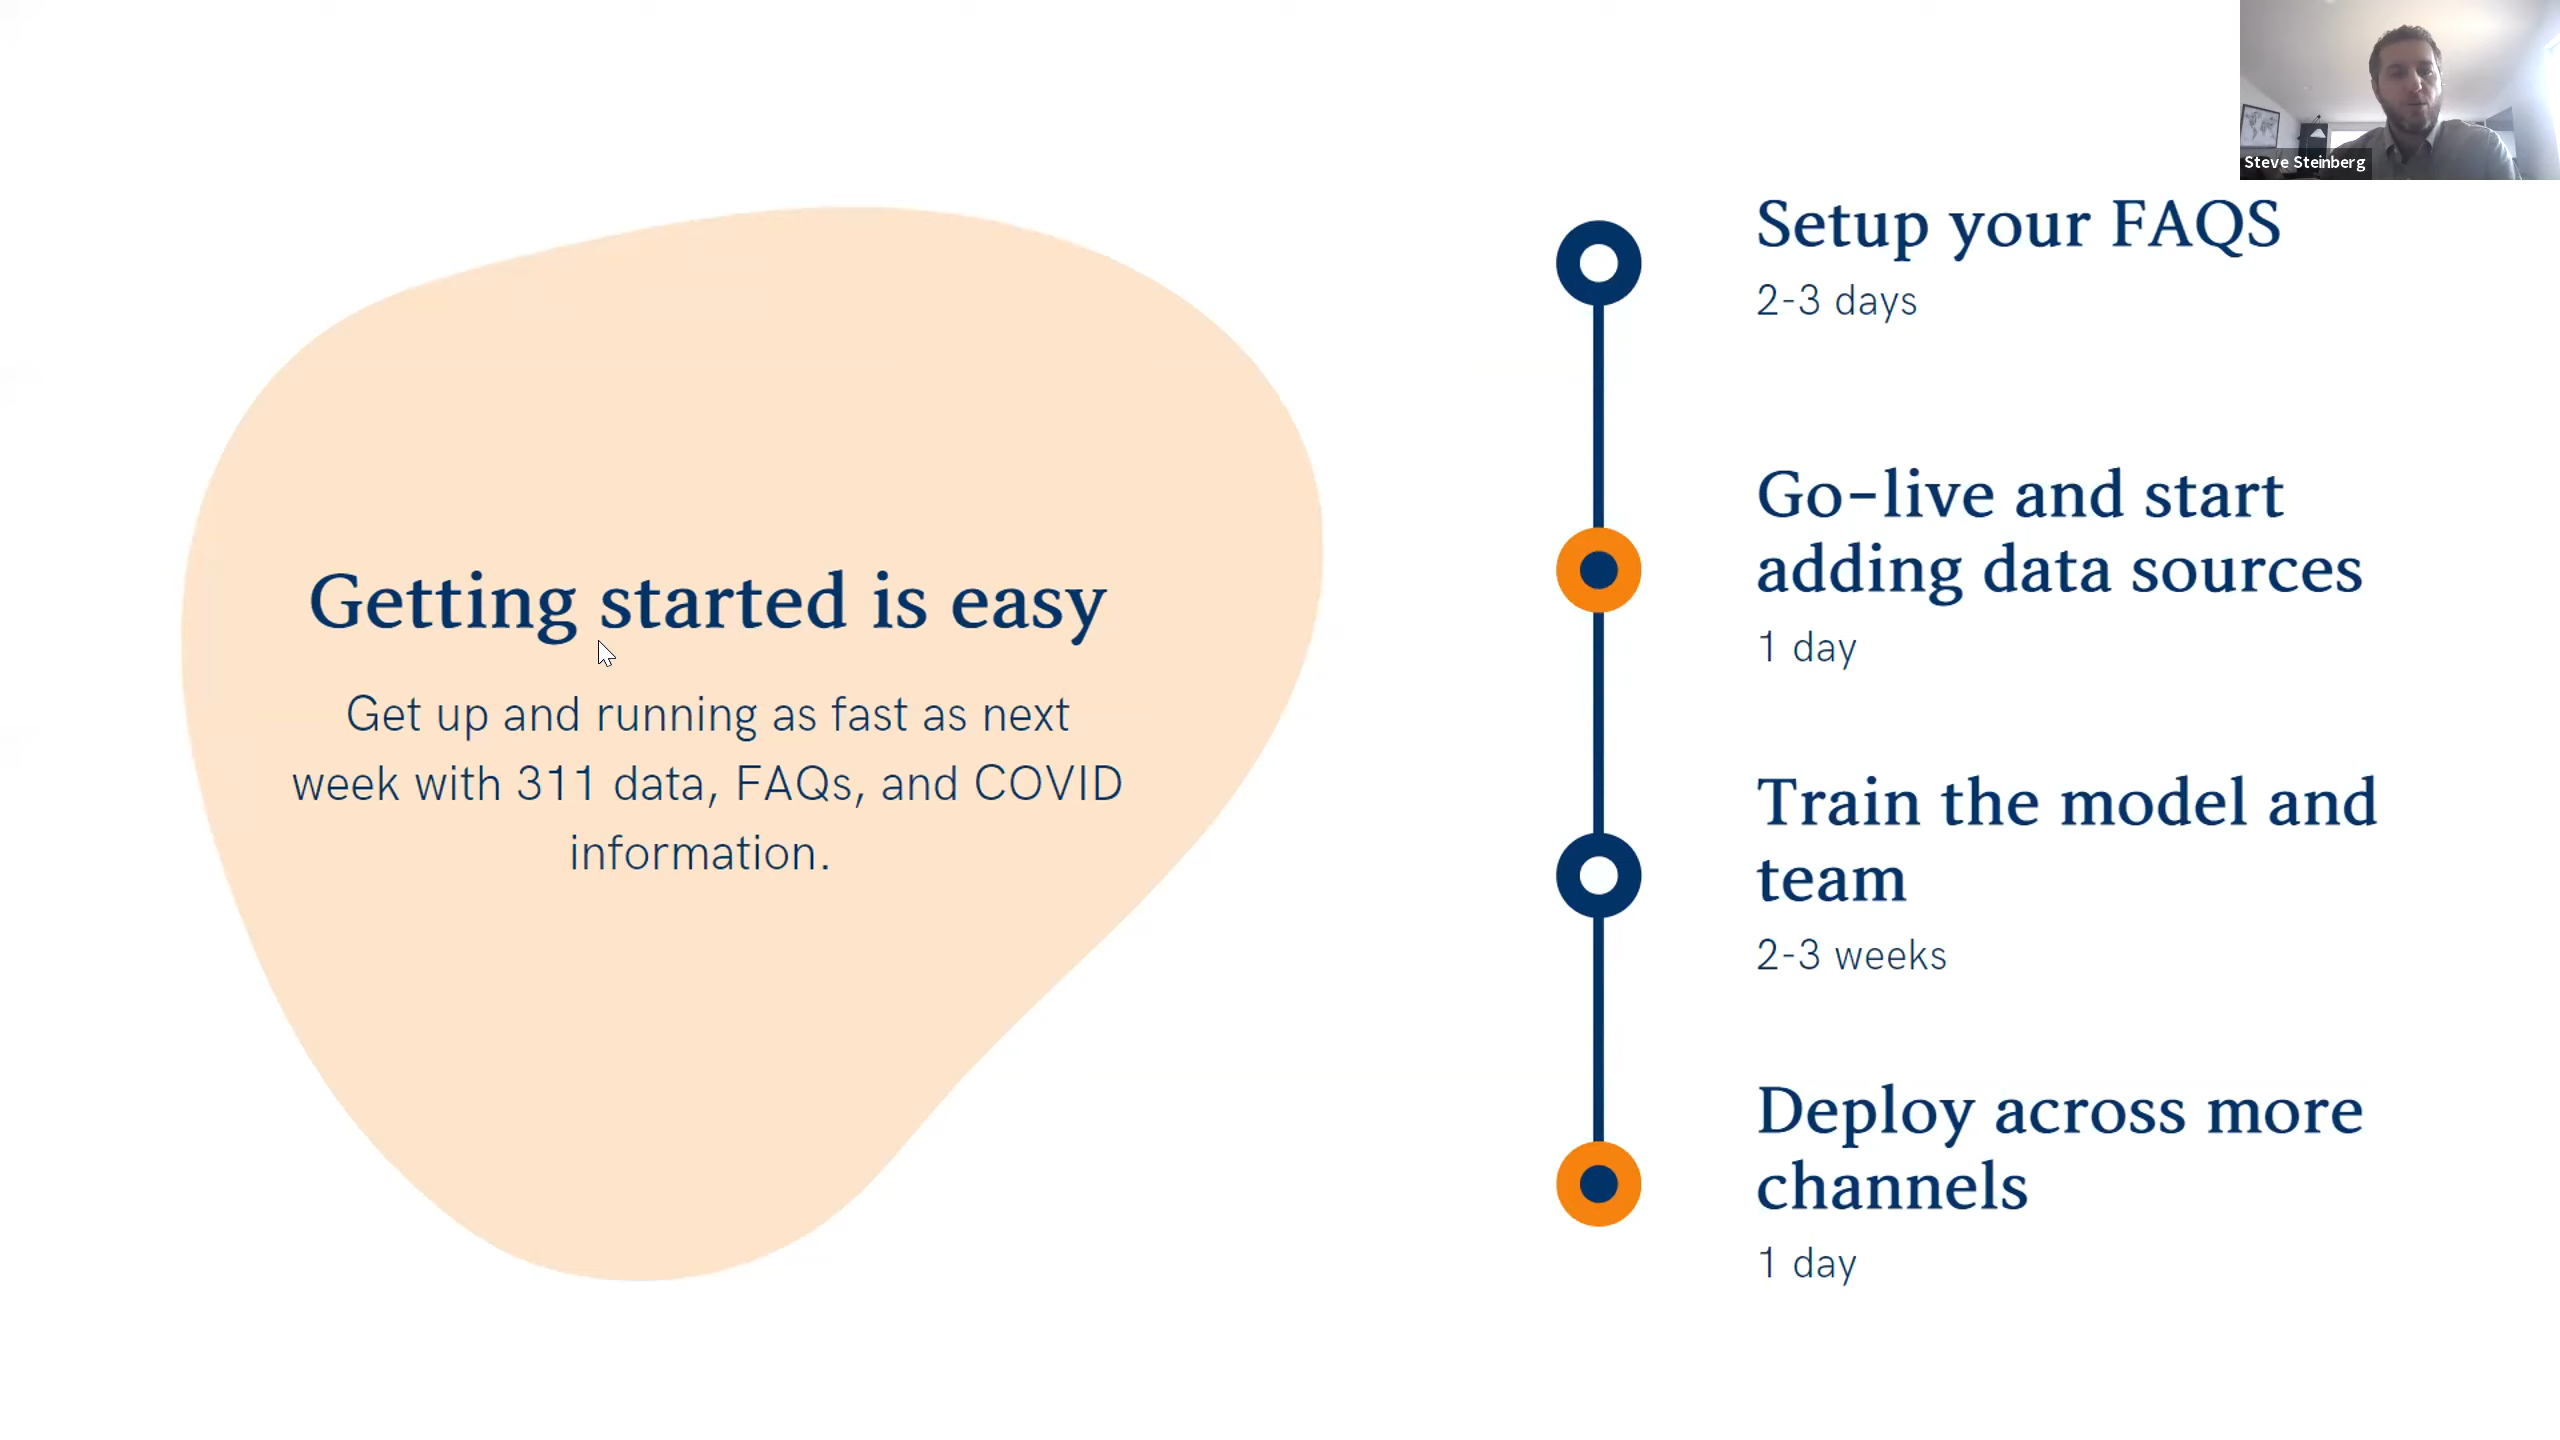 Steve Steinberg
Getting started is easy
Get up and running as fast as next
week with 311 data, FAQs, and COVID
information.
Setup your FAQS
2-3 days
Go-live and start
adding data sources
1 day
Train the model and
team
2-3 weeks
Deploy across more
channels
1 day